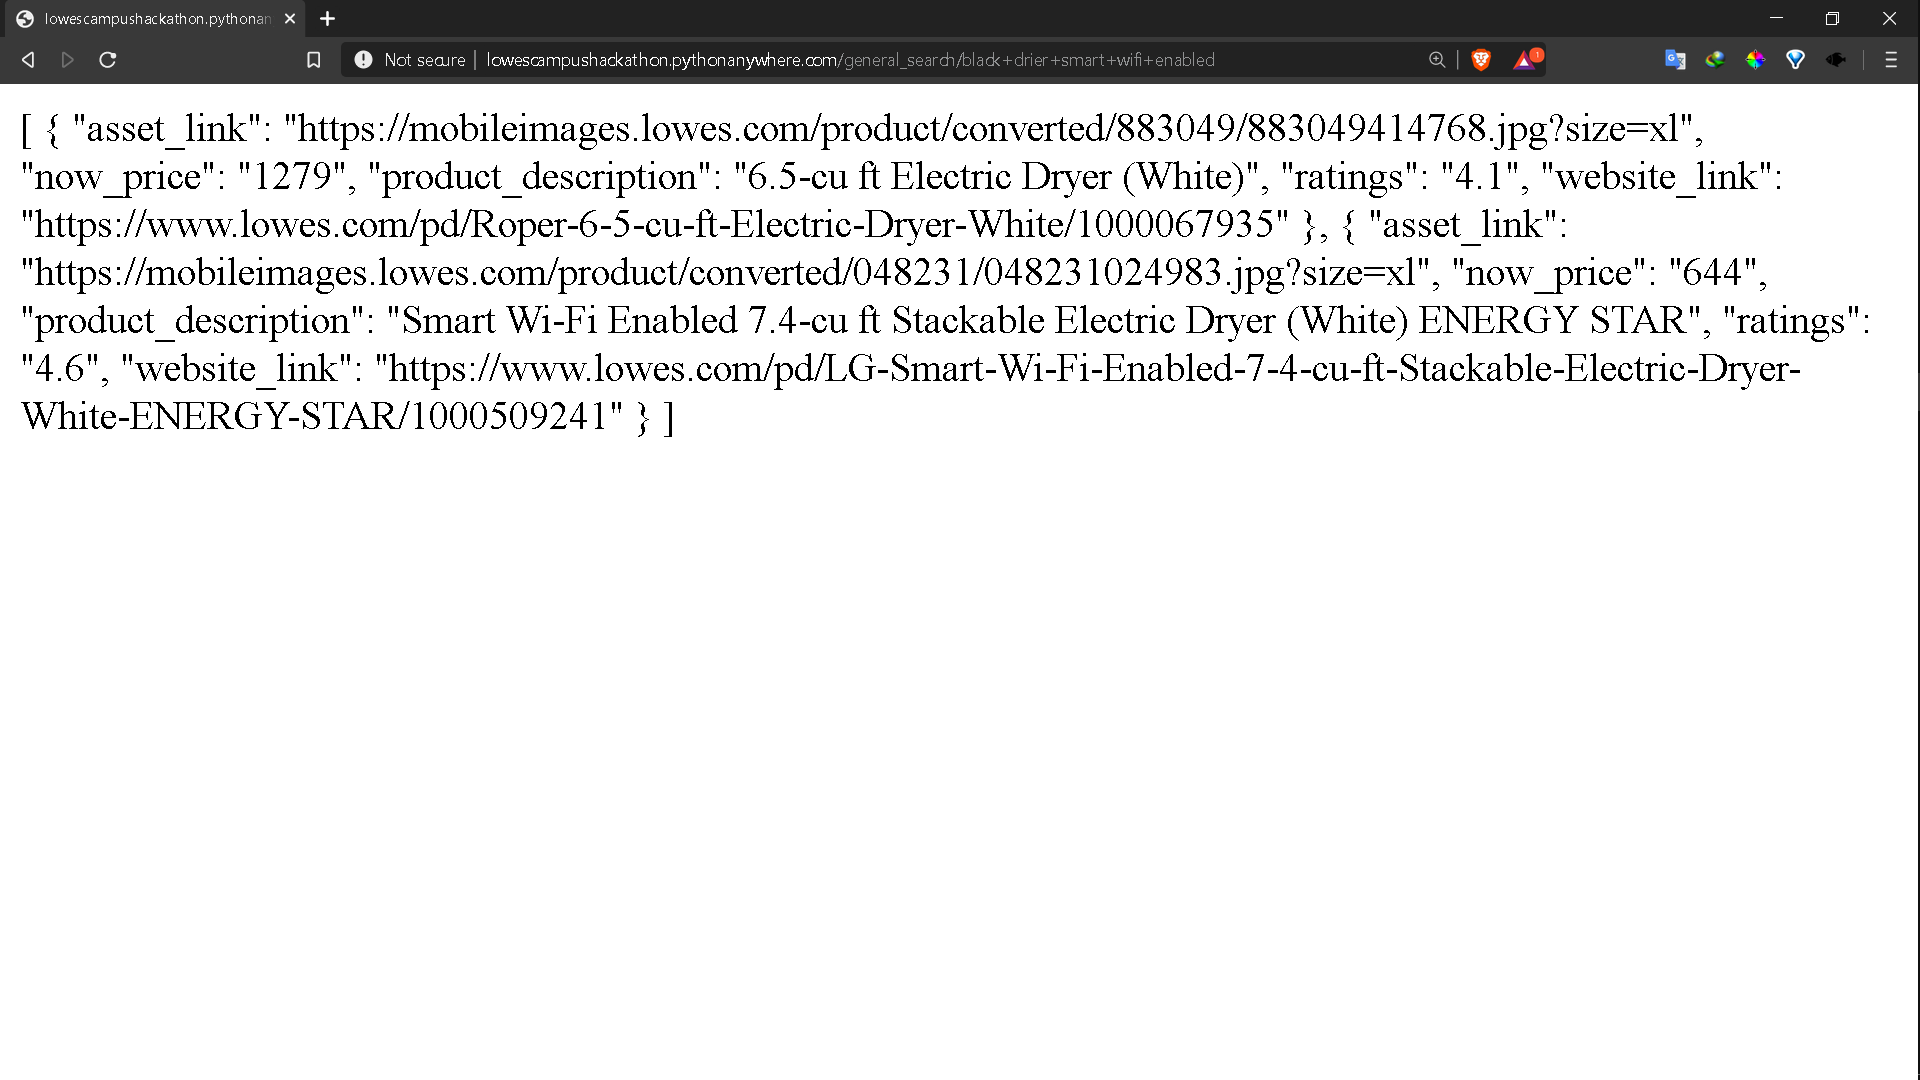 lowescampushackathon.pythonan
Not secure | lowescampushackathon.pythonanywhere.com/general_search/black+drier+smart+wifi+enabled
1
[ { "asset_link": "https://mobileimages.lowes.com/product/converted/883049/883049414768.jpg?size=xl",
"now_price": "1279", "product_description": "6.5-cu ft Electric Dryer (White)", "ratings": "4.1", "website_link":
"https://www.lowes.com/pd/Roper-6-5-cu-ft-Electric-Dryer-White/1000067935" }, { "asset_link":
"https://mobileimages.lowes.com/product/converted/048231/048231024983.jpg?size=xl", "now_price": "644",
"product_description": "Smart Wi-Fi Enabled 7.4-cu ft Stackable Electric Dryer (White) ENERGY STAR", "ratings":
"4.6", "website_link": "https://www.lowes.com/pd/LG-Smart-Wi-Fi-Enabled-7-4-cu-ft-Stackable-Electric-Dryer-
White-ENERGY-STAR/1000509241" } ]